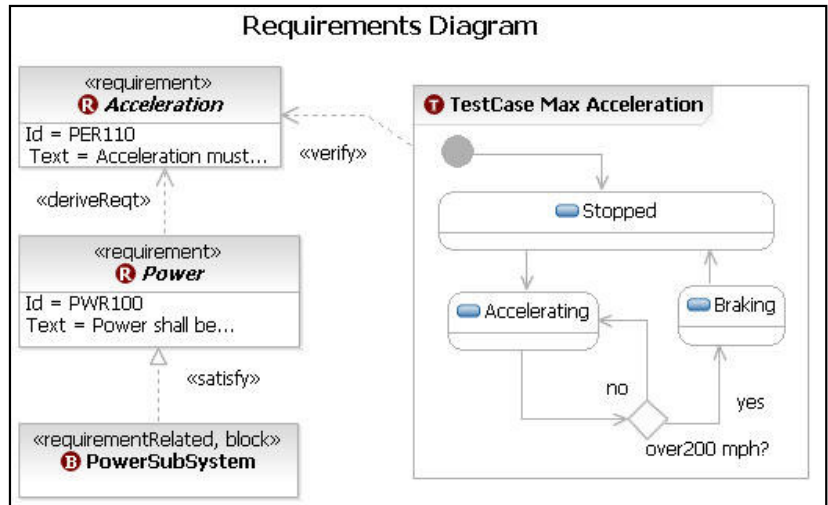 Requirements Diagram
«requirement»
R Acceleration
Id = PER110
Text = Acceleration must...
«deriveReqt»
«requirement»
R Power
Id = PWR100
Text = Power shall be...
«satisfy»
«requirementRelated, block»
B PowerSubSystem
«verify»
T TestCase Max Acceleration
Stopped
Accelerating
Braking
no
yes
over200 mph?